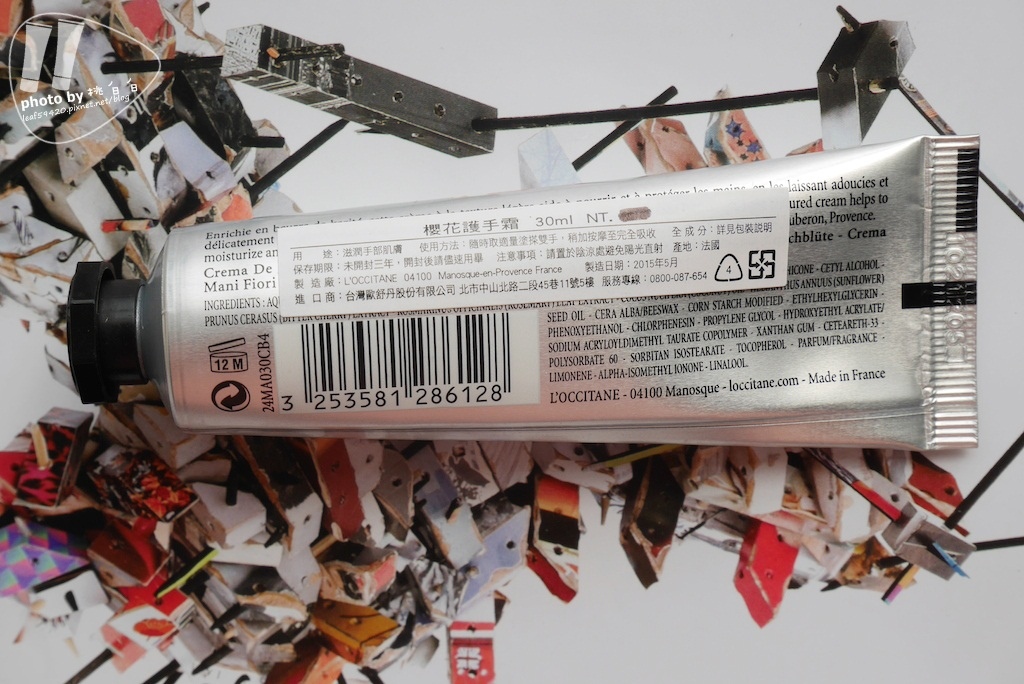 photo by 挑白白
leaf59420.pixnet.net/blog
à nourrir et à protéger les mains, en les laissant adoucies et
Enrichie en
délicatement
moisturize an
ured cream helps to
uberon, Provence.
chblüte - Crema
Crema De
Mani Fiori
櫻花護手霜 30ml NT.
用 途：滋潤手部肌膚 使用方法：隨時取適量塗搽雙手，稍加按摩至完全吸收 全成分：詳見包裝說明
保存期限：未開封三年，開封後請儘速用畢 注意事項：請置於陰涼處避免陽光直射 產地：法國
製 造 廠：L'OCCITANE 04100 Manosque-en-Provence France 製造日期：2015年5月
進 口 商：台灣歐舒丹股份有限公司 北市中山北路二段45巷11號5樓 服務專線：0800-087-654
4
INGREDIENTS : AQ
PRUNUS CERASUS
HICONE - CETYL ALCOHOL -
THUS ANNUUS (SUNFLOWER)
SEED OIL - CERA ALBA/BEESWAX - CORN STARCH MODIFIED - ETHYLHEXYLGLYCERIN -
PHENOXYETHANOL - CHLORPHENESIN - PROPYLENE GLYCOL - HYDROXYETHYL ACRYLATE/
SODIUM ACRYLOYLDIMETHYL TAURATE COPOLYMER - XANTHAN GUM - CETEARETH-33 -
POLYSORBATE 60 - SORBITAN ISOSTEARATE - TOCOPHEROL - PARFUM/FRAGRANCE -
LIMONENE - ALPHA-ISOMETHYL IONONE - LINALOOL.
L'OCCITANE - 04100 Manosque - loccitane.com - Made in France
12 M
24MA030CB4
3 253581 286128